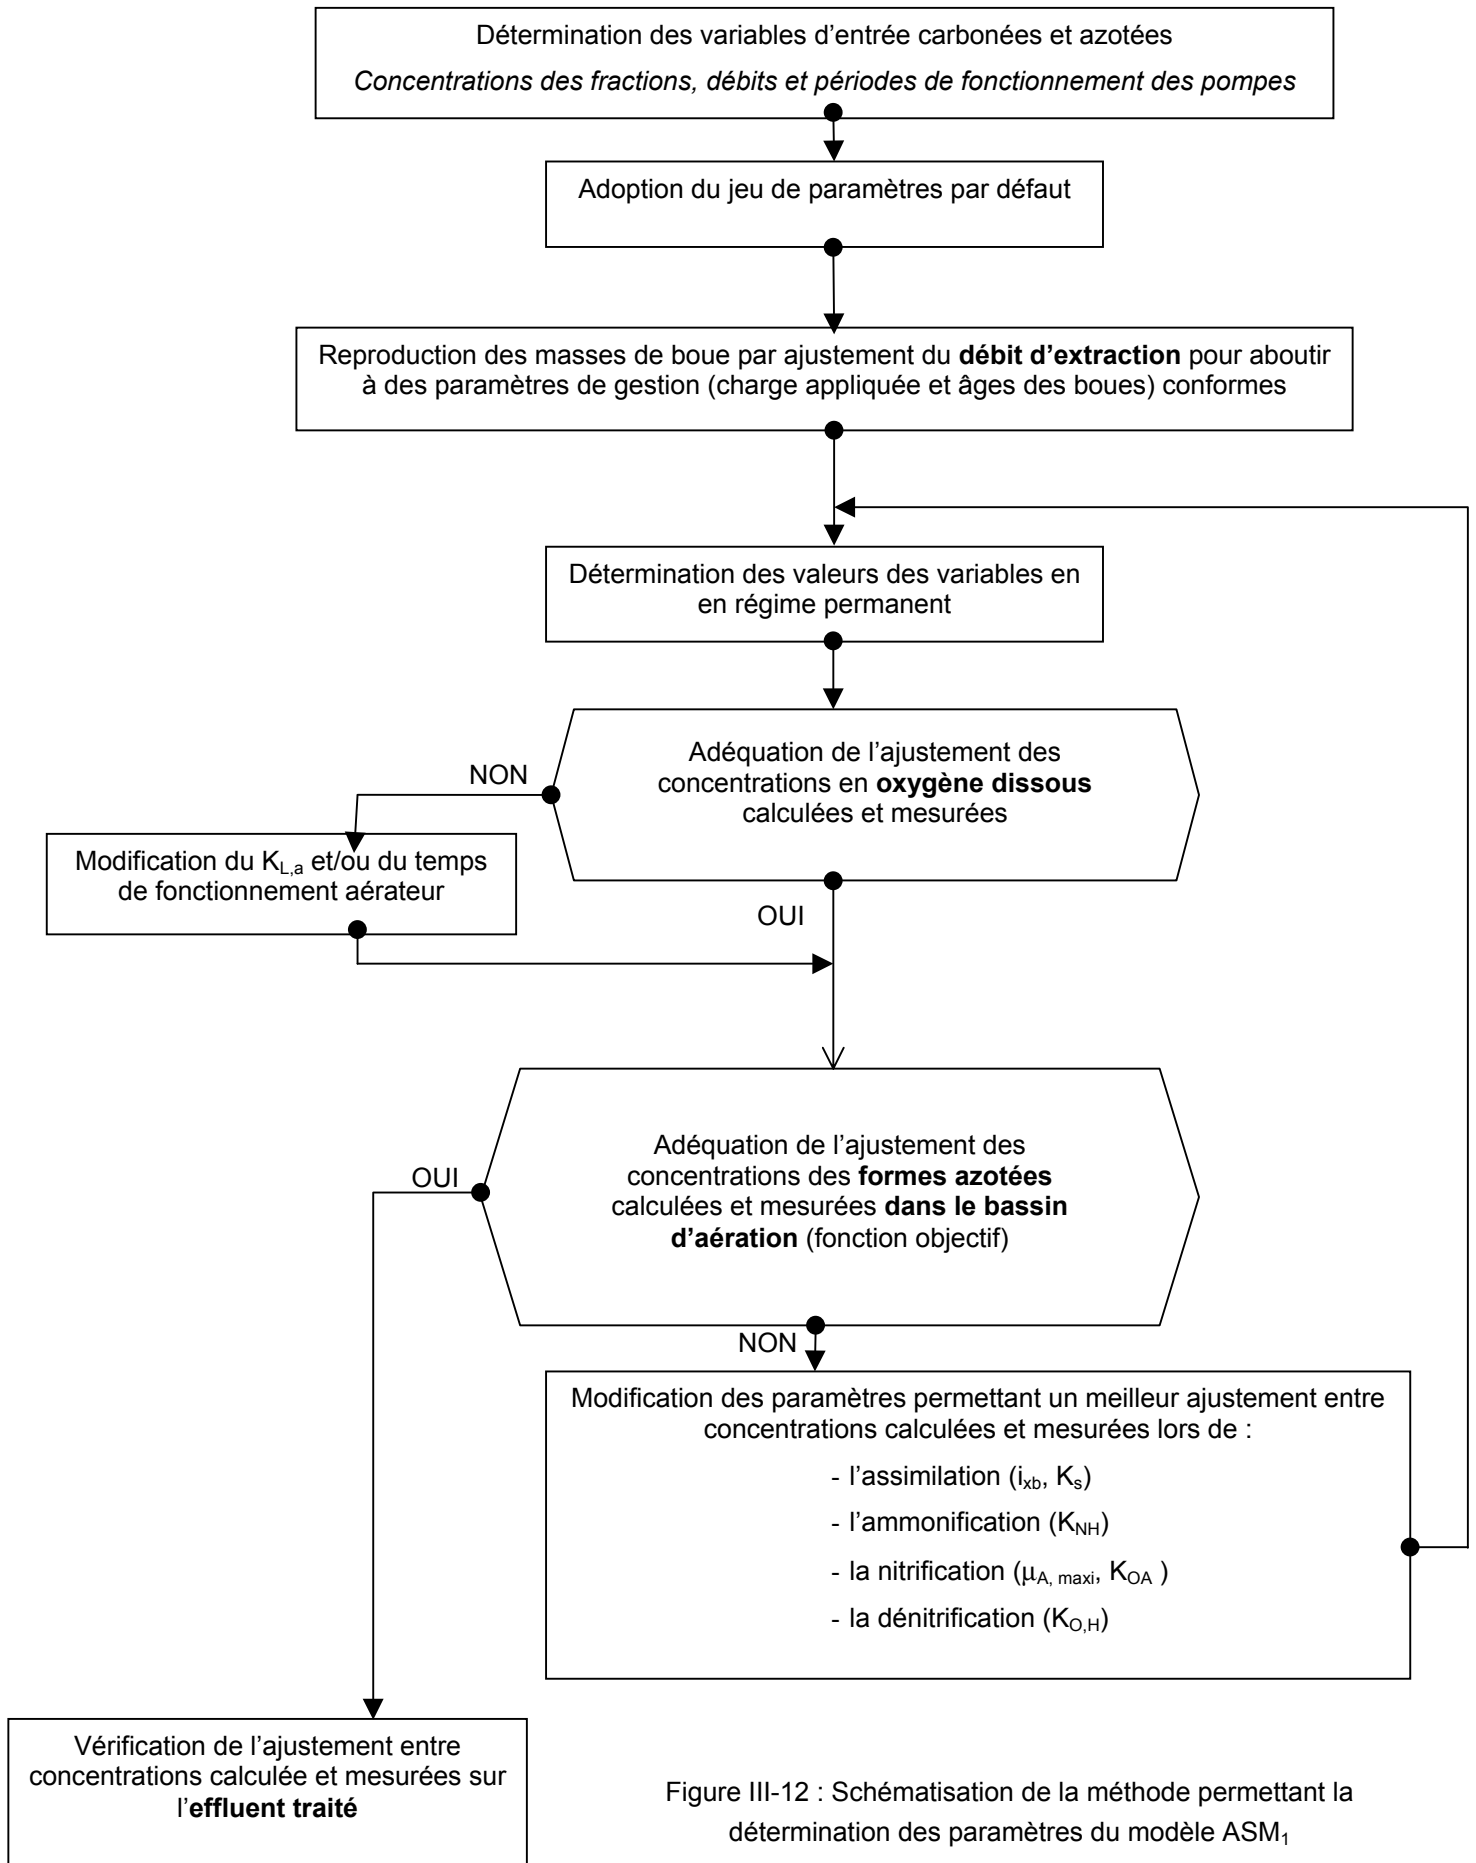 Détermination des variables d’entrée carbonées et azotées
Concentrations des fractions, débits et périodes de fonctionnement des pompes
Adoption du jeu de paramètres par défaut
Reproduction des masses de boue par ajustement du débit d’extraction pour aboutir
à des paramètres de gestion (charge appliquée et âges des boues) conformes
Détermination des valeurs des variables en
en régime permanent
Adéquation de l’ajustement des
concentrations en oxygène dissous
calculées et mesurées
NON
Modification du K_L,a et/ou du temps
de fonctionnement aérateur
OUI
Adéquation de l’ajustement des
concentrations des formes azotées
calculées et mesurées dans le bassin
d’aération (fonction objectif)
OUI
NON
Modification des paramètres permettant un meilleur ajustement entre
concentrations calculées et mesurées lors de :
- l’assimilation (i_xb, K_s)
- l’ammonification (K_NH)
- la nitrification (μ_A, maxi, K_OA )
- la dénitrification (K_O,H)
Vérification de l’ajustement entre
concentrations calculée et mesurées sur
l’effluent traité
Figure III-12 : Schématisation de la méthode permettant la
détermination des paramètres du modèle ASM₁